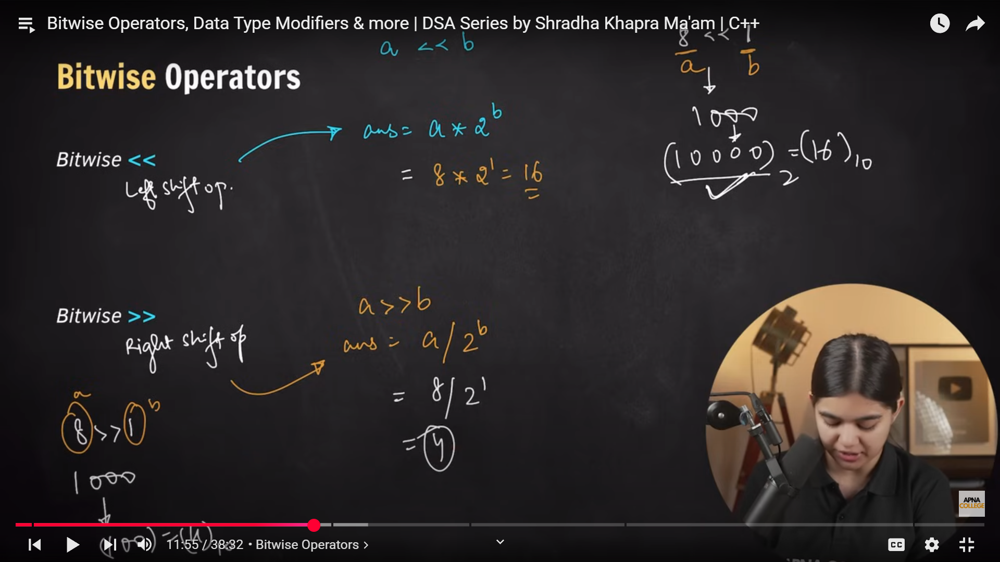 Bitwise Operators, Data Type Modifiers & more | DSA Series by Shradha Khapra Ma'am | C++
a << b
8 << 1
a b
Bitwise Operators
1000
ans = a * 2^b
(10000)2 = (16)10
Bitwise <<
= 8 * 2^1 = 16
Left shift op.
a >> b
Bitwise >>
Right shift op
ans = a / 2^b
= 8 / 2^1
a b
8 >> 1
= 4
1000
APNA
COLLEGE
11:55 / 38:32 • Bitwise Operators >
CC